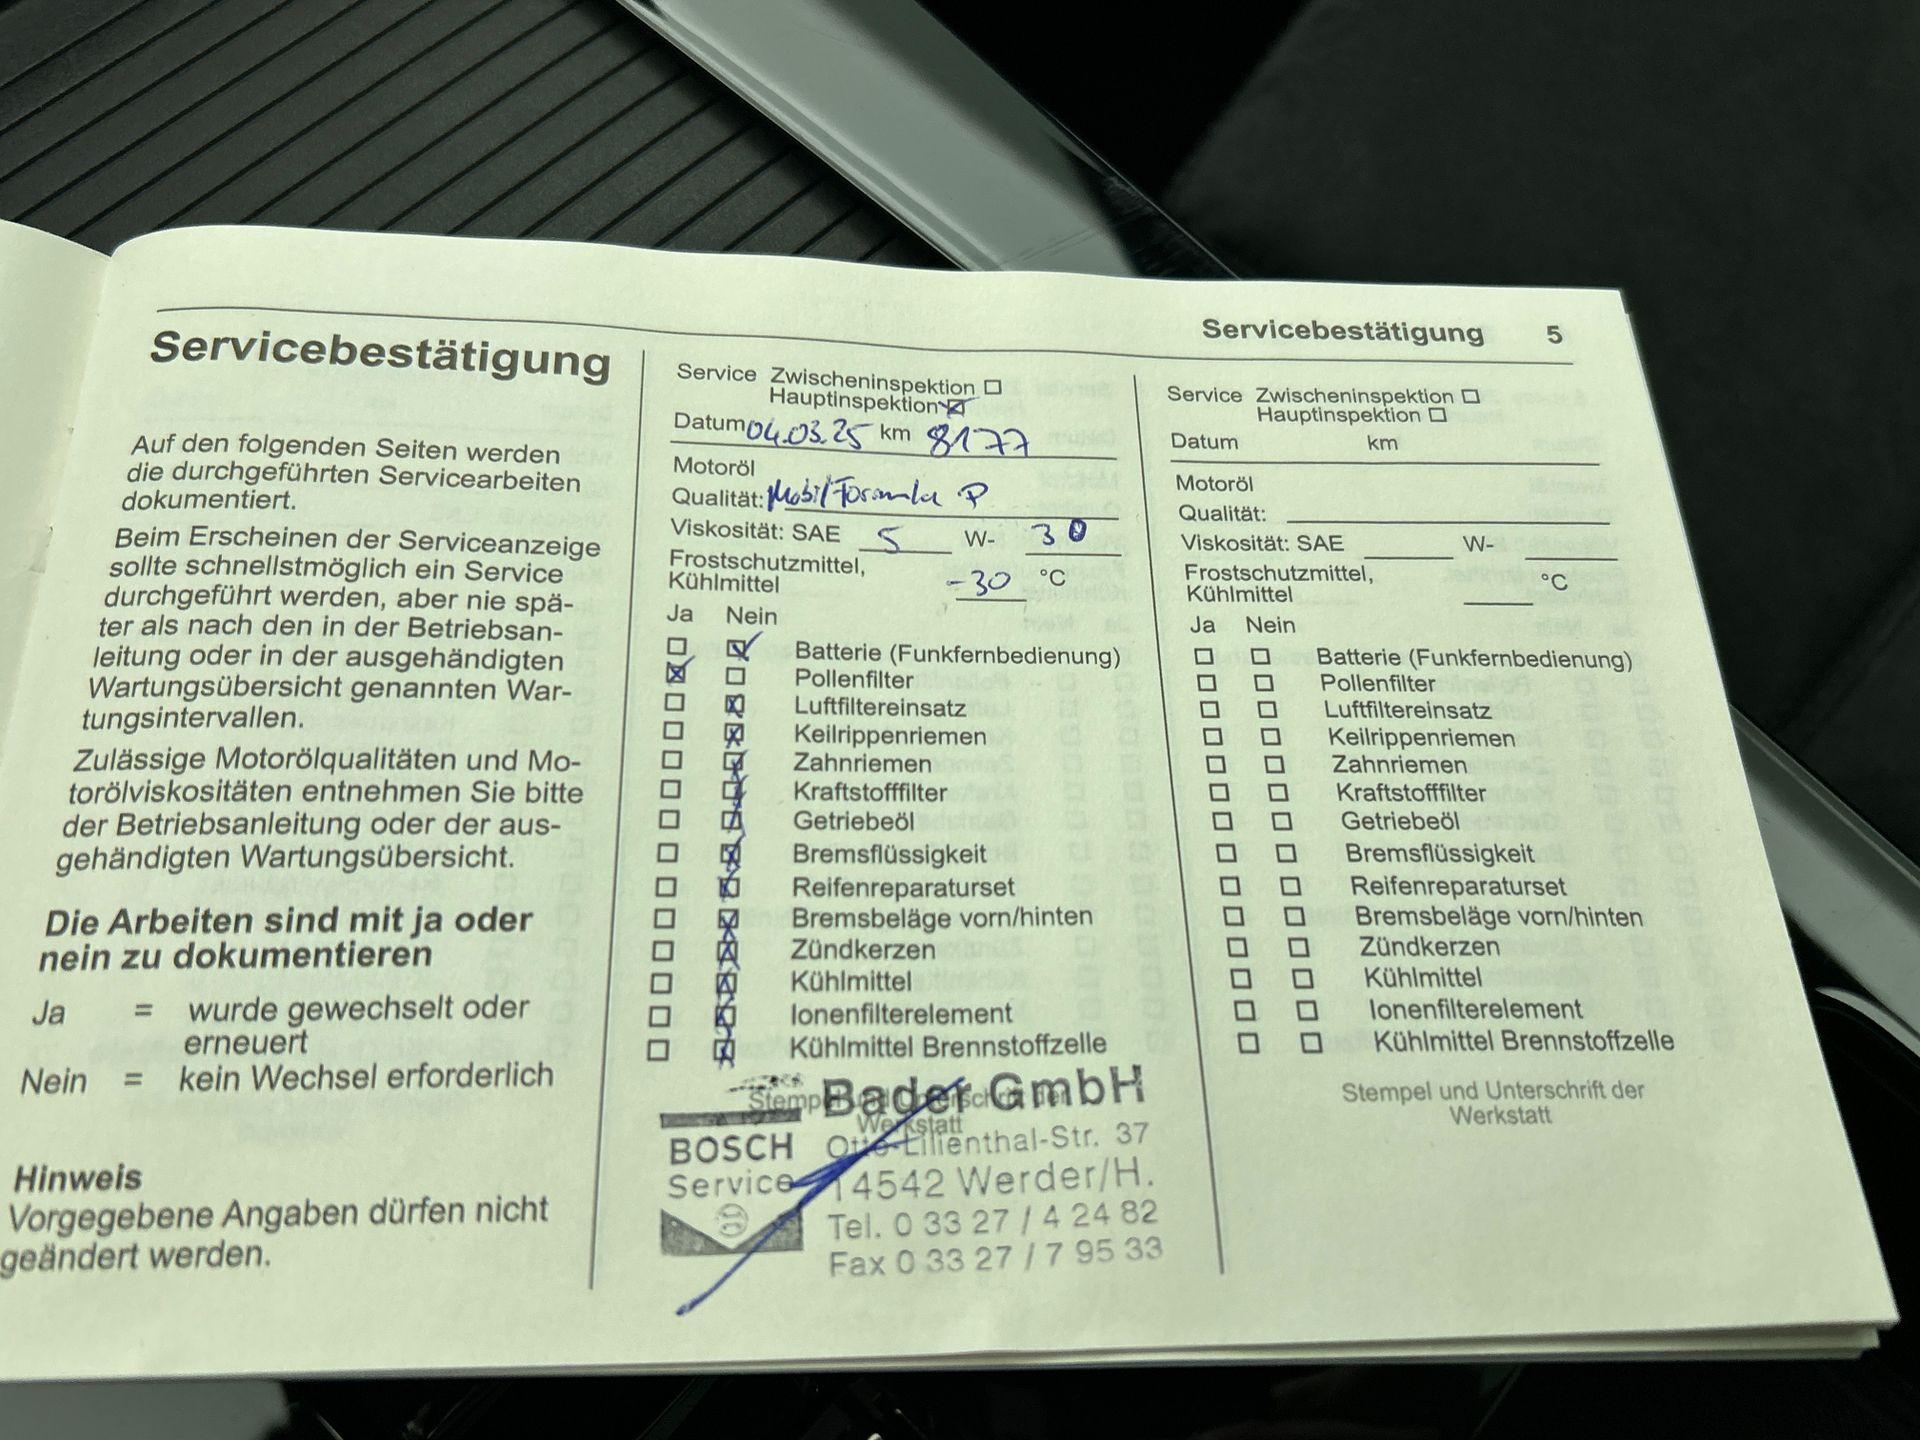 Servicebestätigung 5
Servicebestätigung
Auf den folgenden Seiten werden
die durchgeführten Servicearbeiten
dokumentiert.
Beim Erscheinen der Serviceanzeige
sollte schnellstmöglich ein Service
durchgeführt werden, aber nie spä-
ter als nach den in der Betriebsan-
leitung oder in der ausgehändigten
Wartungsübersicht genannten War-
tungsintervallen.
Zulässige Motorölqualitäten und Mo-
torölviskositäten entnehmen Sie bitte
der Betriebsanleitung oder der aus-
gehändigten Wartungsübersicht.
Die Arbeiten sind mit ja oder
nein zu dokumentieren
Ja = wurde gewechselt oder
erneuert
Nein = kein Wechsel erforderlich
Hinweis
Vorgegebene Angaben dürfen nicht
geändert werden.
Service Zwischeninspektion
Hauptinspektion
Datum 04.03.25 km 8177
Motoröl
Qualität: Mobil Formula P
Viskosität: SAE 5 W- 30
Frostschutzmittel,
Kühlmittel -30 °C
Ja Nein
Batterie (Funkfernbedienung)
Pollenfilter
Luftfiltereinsatz
Keilrippenriemen
Zahnriemen
Kraftstofffilter
Getriebeöl
Bremsflüssigkeit
Reifenreparaturset
Bremsbeläge vorn/hinten
Zündkerzen
Kühlmittel
Ionenfilterelement
Kühlmittel Brennstoffzelle
Stempel und Unterschrift der
Werkstatt
BOSCH
Service
Bader GmbH
Otto-Lilienthal-Str. 37
14542 Werder/H.
Tel. 0 33 27 / 4 24 82
Fax 0 33 27 / 7 95 33
Service Zwischeninspektion
Hauptinspektion
Datum km
Motoröl
Qualität:
Viskosität: SAE W-
Frostschutzmittel,
Kühlmittel °C
Ja Nein
Batterie (Funkfernbedienung)
Pollenfilter
Luftfiltereinsatz
Keilrippenriemen
Zahnriemen
Kraftstofffilter
Getriebeöl
Bremsflüssigkeit
Reifenreparaturset
Bremsbeläge vorn/hinten
Zündkerzen
Kühlmittel
Ionenfilterelement
Kühlmittel Brennstoffzelle
Stempel und Unterschrift der
Werkstatt